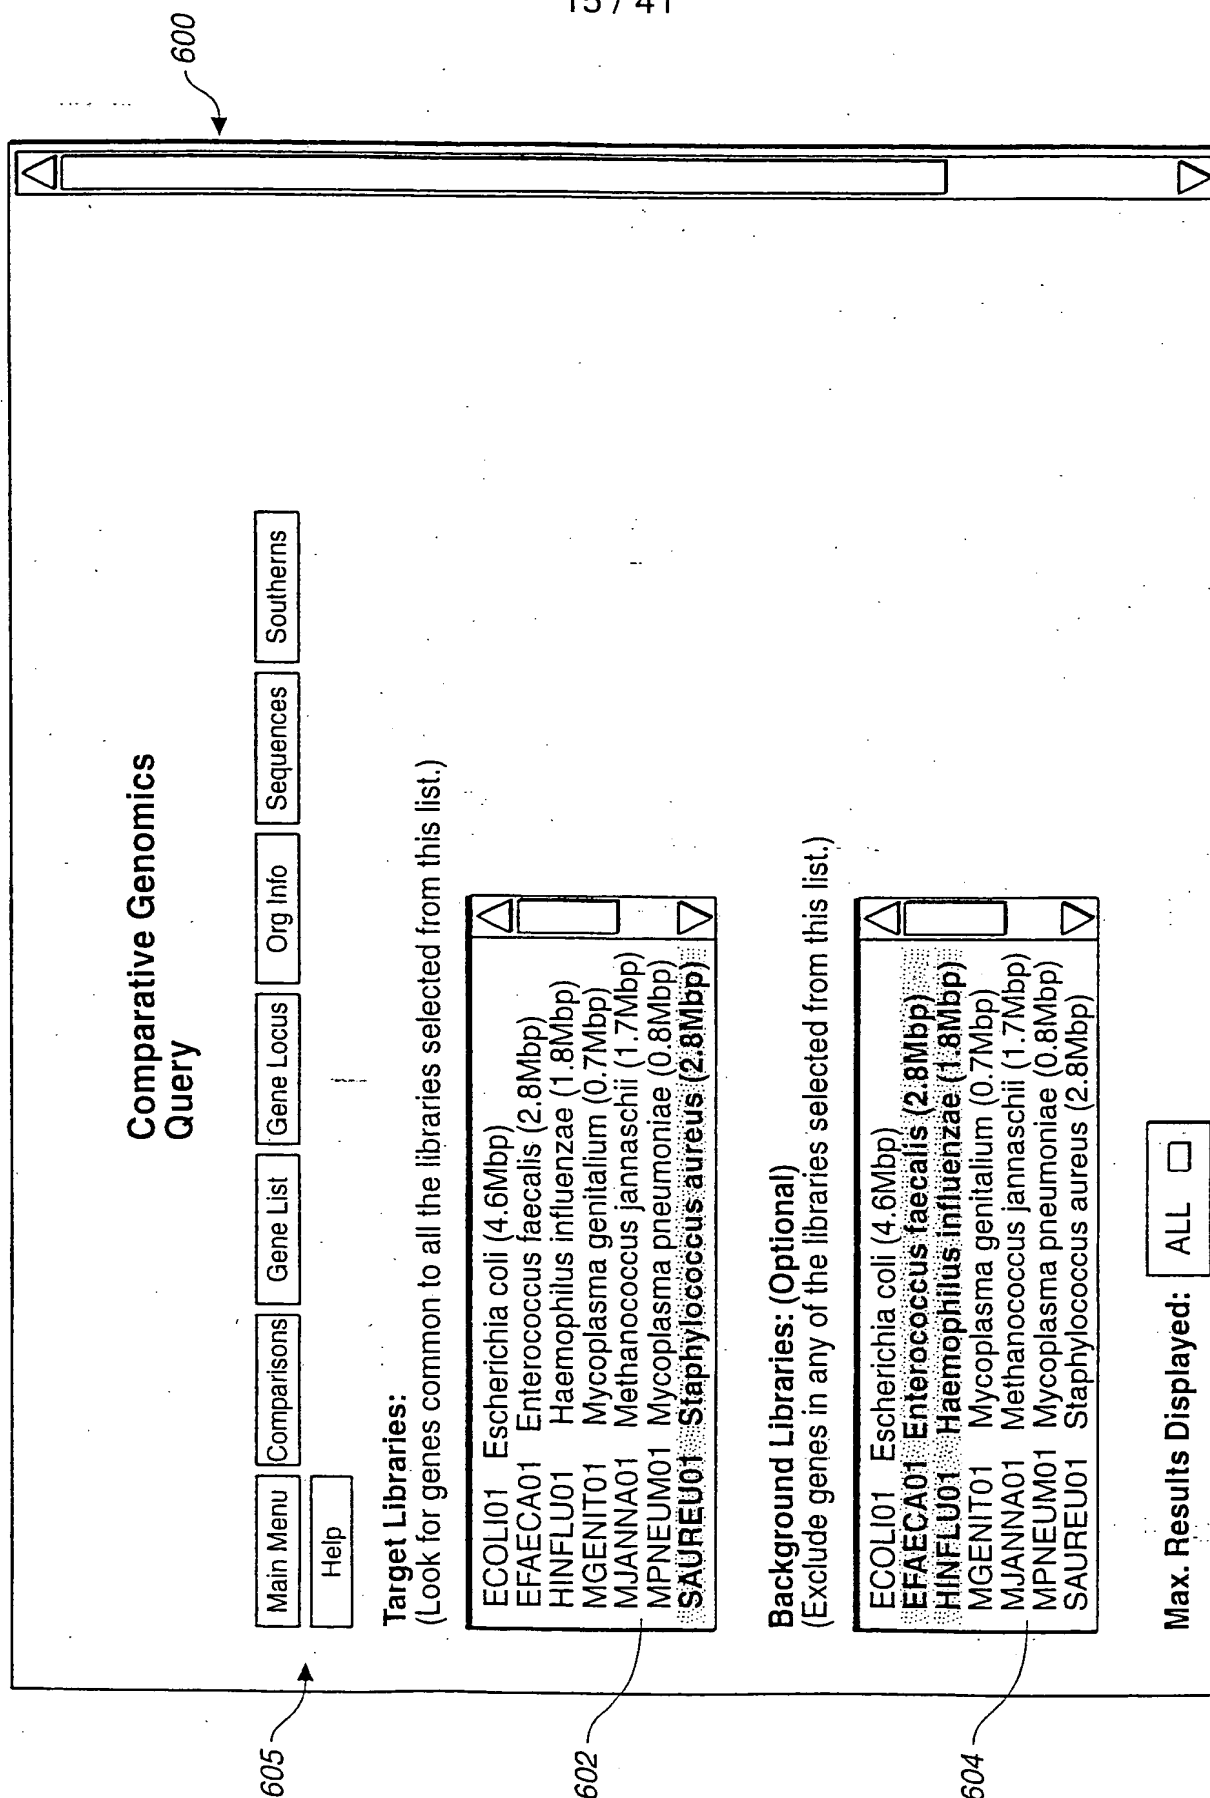 15 / 41
600
Comparative Genomics
Query
605
Main Menu Comparisons Gene List Gene Locus Org Info Sequences Southerns
Help
Target Libraries:
(Look for genes common to all the libraries selected from this list.)
602
ECOLI01 Escherichia coli (4.6Mbp)
EFAECA01 Enteroccus faecalis (2.8Mbp)
HINFLU01 Haemophilus influenzae (1.8Mbp)
MGENIT01 Mycoplasma genitalium (0.7Mbp)
MJANNA01 Methanococcus jannaschii (1.7Mbp)
MPNEUM01 Mycoplasma pneumoniae (0.8Mbp)
SAUREU01 Staphylococcus aureus (2.8Mbp)
Background Libraries: (Optional)
(Exclude genes in any of the libraries selected from this list.)
604
ECOLI01 Escherichia coli (4.6Mbp)
EFAECA01 Enterococcus faecalis (2.8Mbp)
HINFLU01 Haemophilus influenzae (1.8Mbp)
MGENIT01 Mycoplasma genitalium (0.7Mbp)
MJANNA01 Methanococcus jannaschii (1.7Mbp)
MPNEUM01 Mycoplasma pneumoniae (0.8Mbp)
SAUREU01 Staphylococcus aureus (2.8Mbp)
Max. Results Displayed: ALL